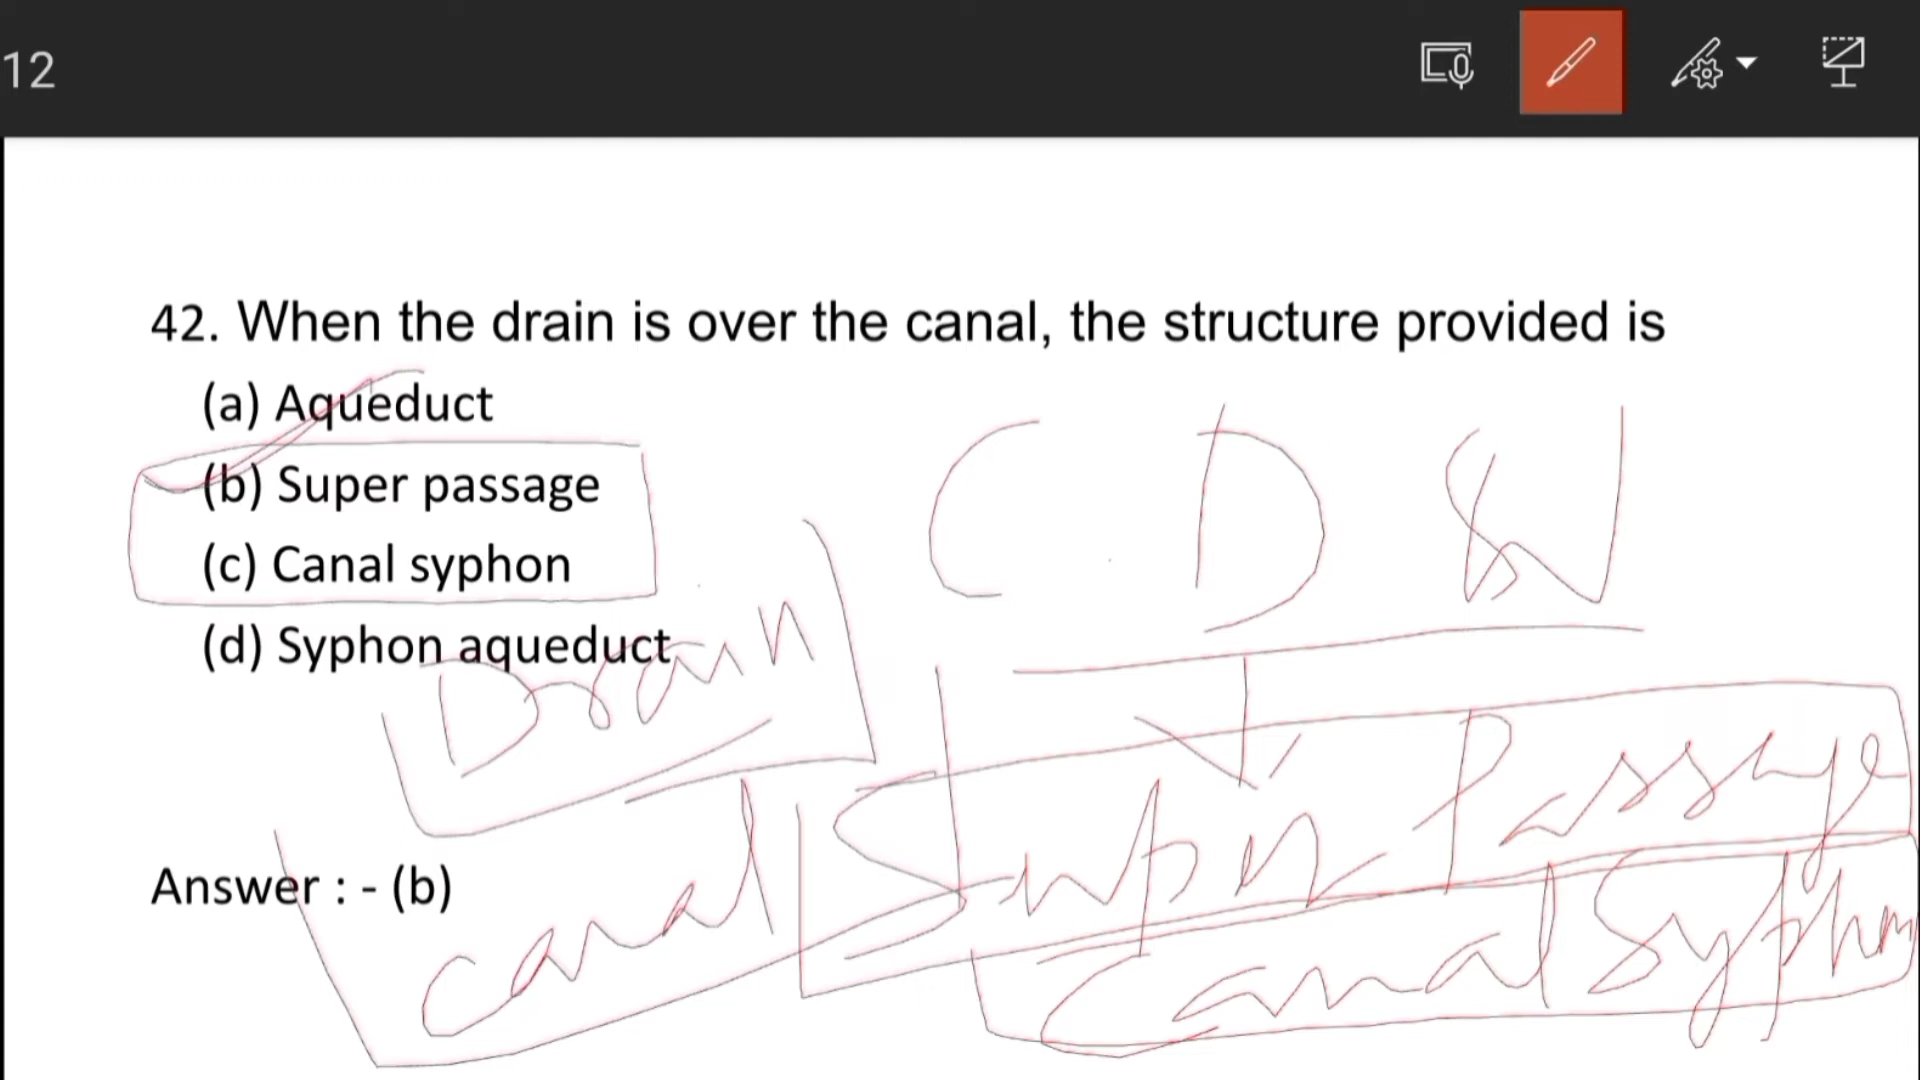 12
42. When the drain is over the canal, the structure provided is
(a) Aqueduct
(b) Super passage
(c) Canal syphon
(d) Syphon aqueduct
C D W
Drain
Super Passage
Answer : - (b)
canal
Canal Syphon